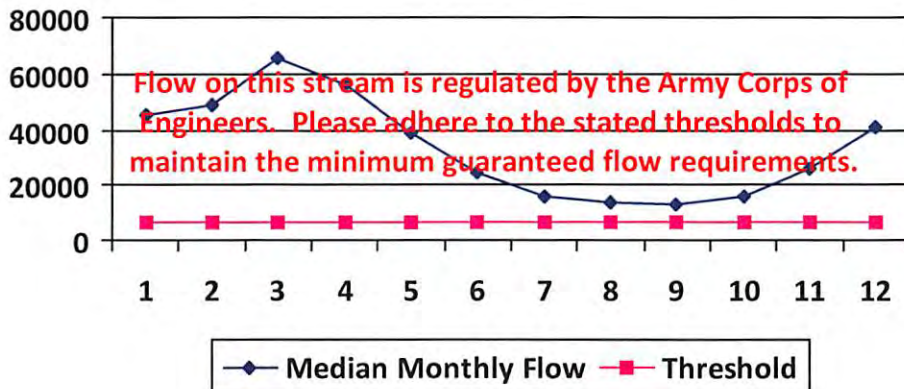 80000
60000
40000
20000
0
Flow on this stream is regulated by the Army Corps of
Engineers. Please adhere to the stated thresholds to
maintain the minimum guaranteed flow requirements.
1 2 3 4 5 6 7 8 9 10 11 12
Median Monthly Flow Threshold